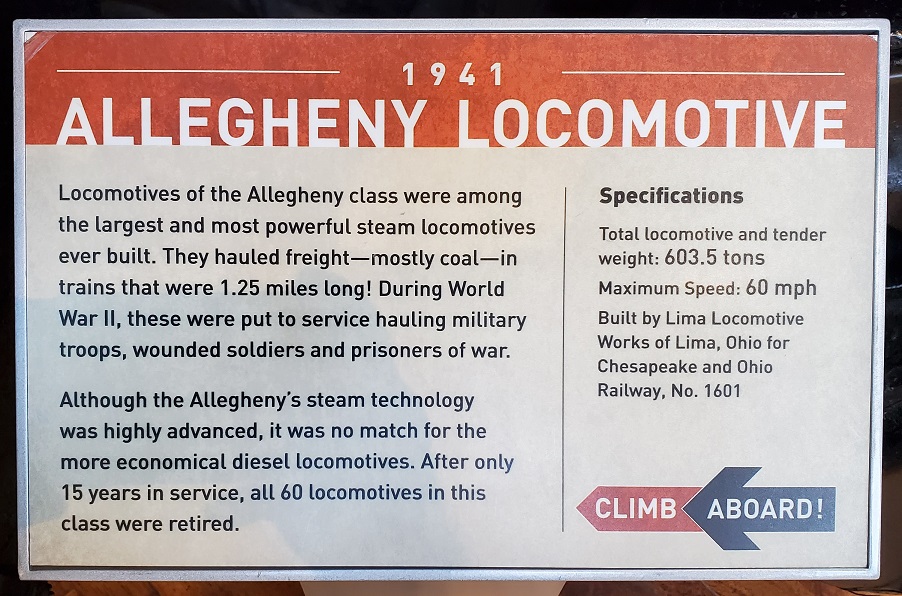 1941
ALLEGHENY LOCOMOTIVE
Locomotives of the Allegheny class were among
the largest and most powerful steam locomotives
ever built. They hauled freight—mostly coal—in
trains that were 1.25 miles long! During World
War II, these were put to service hauling military
troops, wounded soldiers and prisoners of war.
Although the Allegheny's steam technology
was highly advanced, it was no match for the
more economical diesel locomotives. After only
15 years in service, all 60 locomotives in this
class were retired.
Specifications
Total locomotive and tender
weight: 603.5 tons
Maximum Speed: 60 mph
Built by Lima Locomotive
Works of Lima, Ohio for
Chesapeake and Ohio
Railway, No. 1601
CLIMB ABOARD!